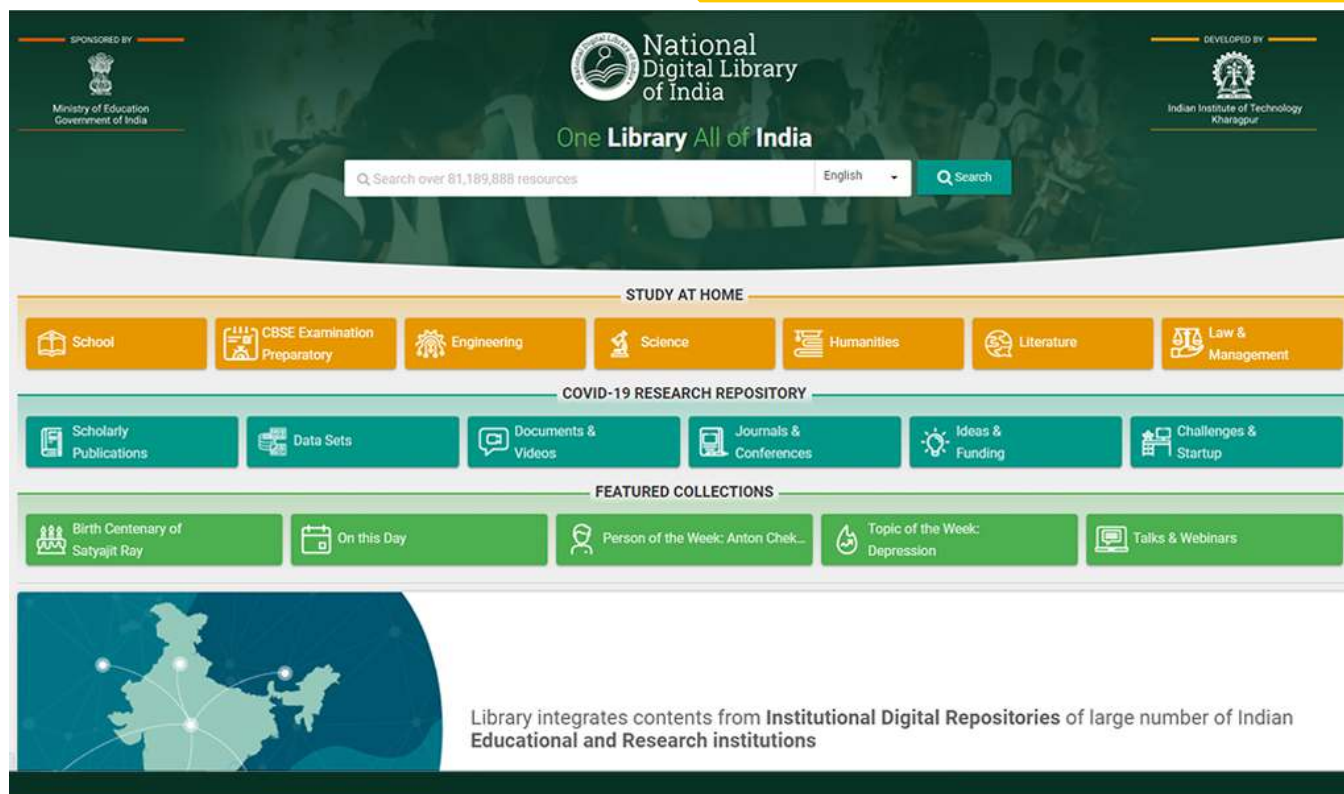 SPONSORED BY
Ministry of Education
Government of India
National
Digital Library
of India
One Library All of India
DEVELOPED BY
Indian Institute of Technology
Kharagpur
Search over 81,189,888 resources
English
Search
STUDY AT HOME
School
CBSE Examination
Preparatory
Engineering
Science
Humanities
Literature
Law &
Management
COVID-19 RESEARCH REPOSITORY
Scholarly
Publications
Data Sets
Documents &
Videos
Journals &
Conferences
Ideas &
Funding
Challenges &
Startup
FEATURED COLLECTIONS
Birth Centenary of
Satyajit Ray
On this Day
Person of the Week: Anton Chek...
Topic of the Week:
Depression
Talks & Webinars
Library integrates contents from Institutional Digital Repositories of large number of Indian
Educational and Research institutions